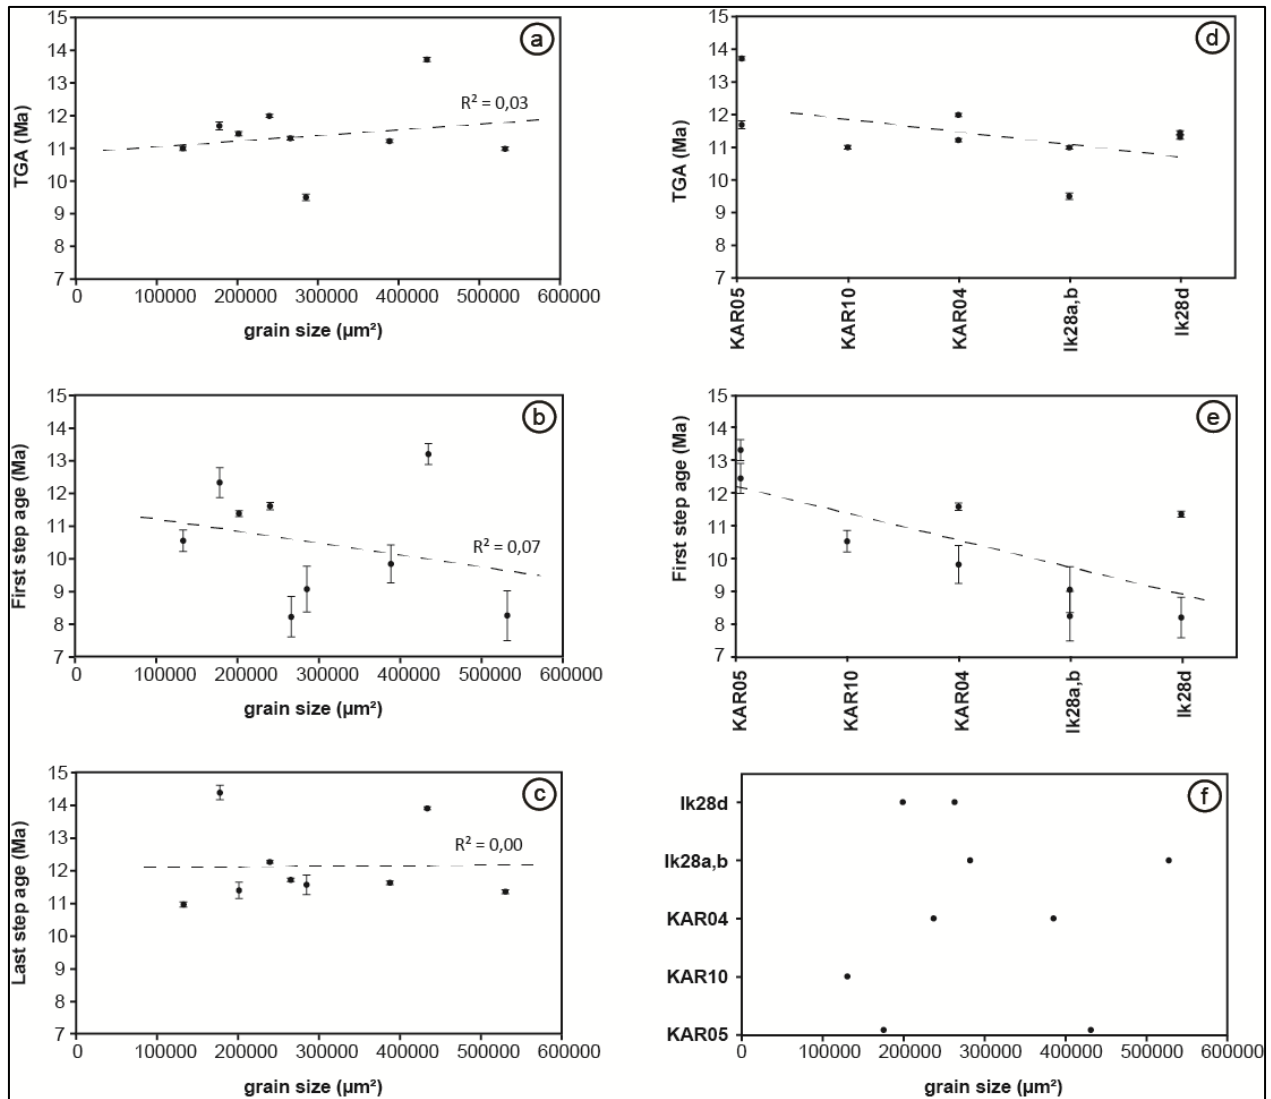 15
14
13
12
11
10
9
8
7
TGA (Ma)
a
R² = 0,03
0 100000 200000 300000 400000 500000 600000
grain size (µm²)
15
14
13
12
11
10
9
8
7
TGA (Ma)
d
KAR05
KAR10
KAR04
Ik28a,b
Ik28d
15
14
13
12
11
10
9
8
7
First step age (Ma)
b
R² = 0,07
0 100000 200000 300000 400000 500000 600000
grain size (µm²)
15
14
13
12
11
10
9
8
7
First step age (Ma)
e
KAR05
KAR10
KAR04
Ik28a,b
Ik28d
15
14
13
12
11
10
9
8
7
Last step age (Ma)
c
R² = 0,00
0 100000 200000 300000 400000 500000 600000
grain size (µm²)
f
Ik28d
Ik28a,b
KAR04
KAR10
KAR05
0 100000 200000 300000 400000 500000 600000
grain size (µm²)